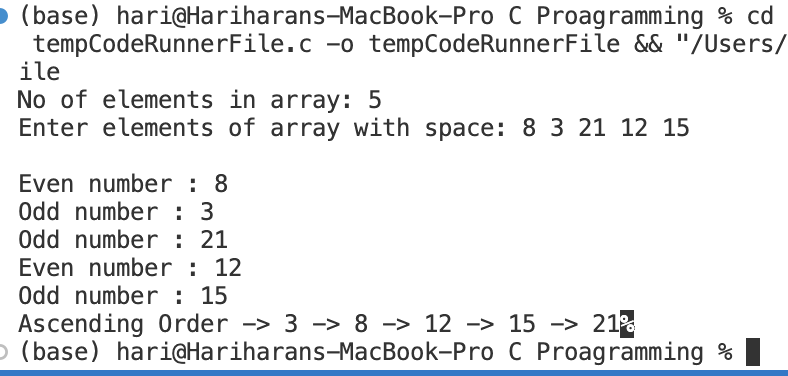 (base) hari@Hariharans-MacBook-Pro C Proagramming % cd
tempCodeRunnerFile.c -o tempCodeRunnerFile && "/Users/
ile
No of elements in array: 5
Enter elements of array with space: 8 3 21 12 15
Even number : 8
Odd number : 3
Odd number : 21
Even number : 12
Odd number : 15
Ascending Order -> 3 -> 8 -> 12 -> 15 -> 21%
(base) hari@Hariharans-MacBook-Pro C Proagramming %